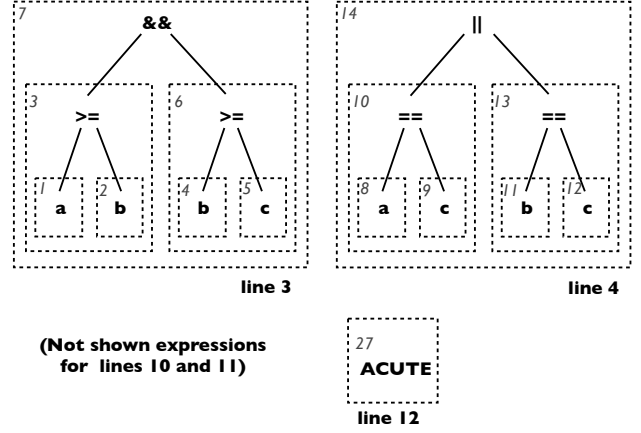 7 && 14 ||
3 >= 6 >= 10 == 13 ==
1 a 2 b 4 b 5 c 8 a 9 c 11 b 12 c
line 3 line 4
(Not shown expressions
for lines 10 and 11)
27
ACUTE
line 12